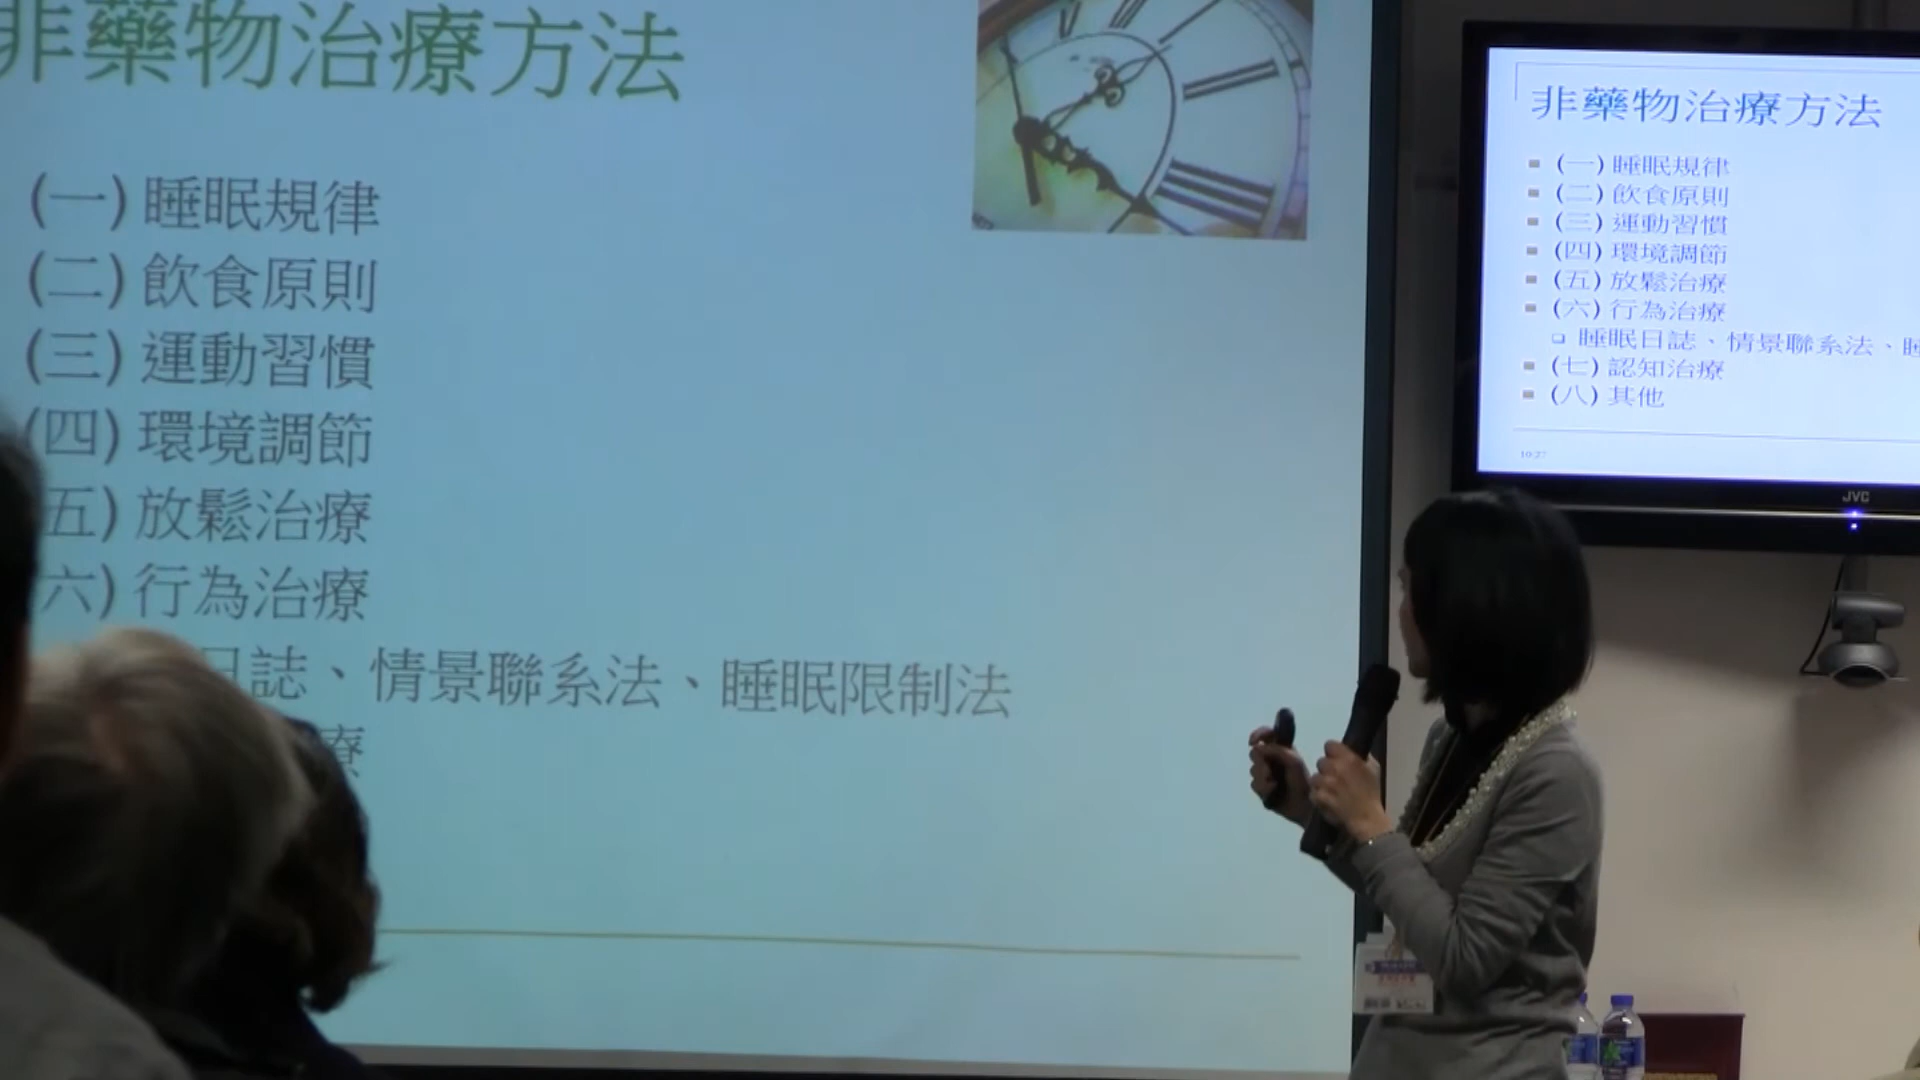 非藥物治療方法
(一) 睡眠規律
(二) 飲食原則
(三) 運動習慣
(四) 環境調節
五) 放鬆治療
六) 行為治療
日誌、情景聯系法、睡眠限制法
療
非藥物治療方法
(一) 睡眠規律
(二) 飲食原則
(三) 運動習慣
(四) 環境調節
(五) 放鬆治療
(六) 行為治療
睡眠日誌、情景聯系法、睡
(七) 認知治療
(八) 其他
10:27
JVC